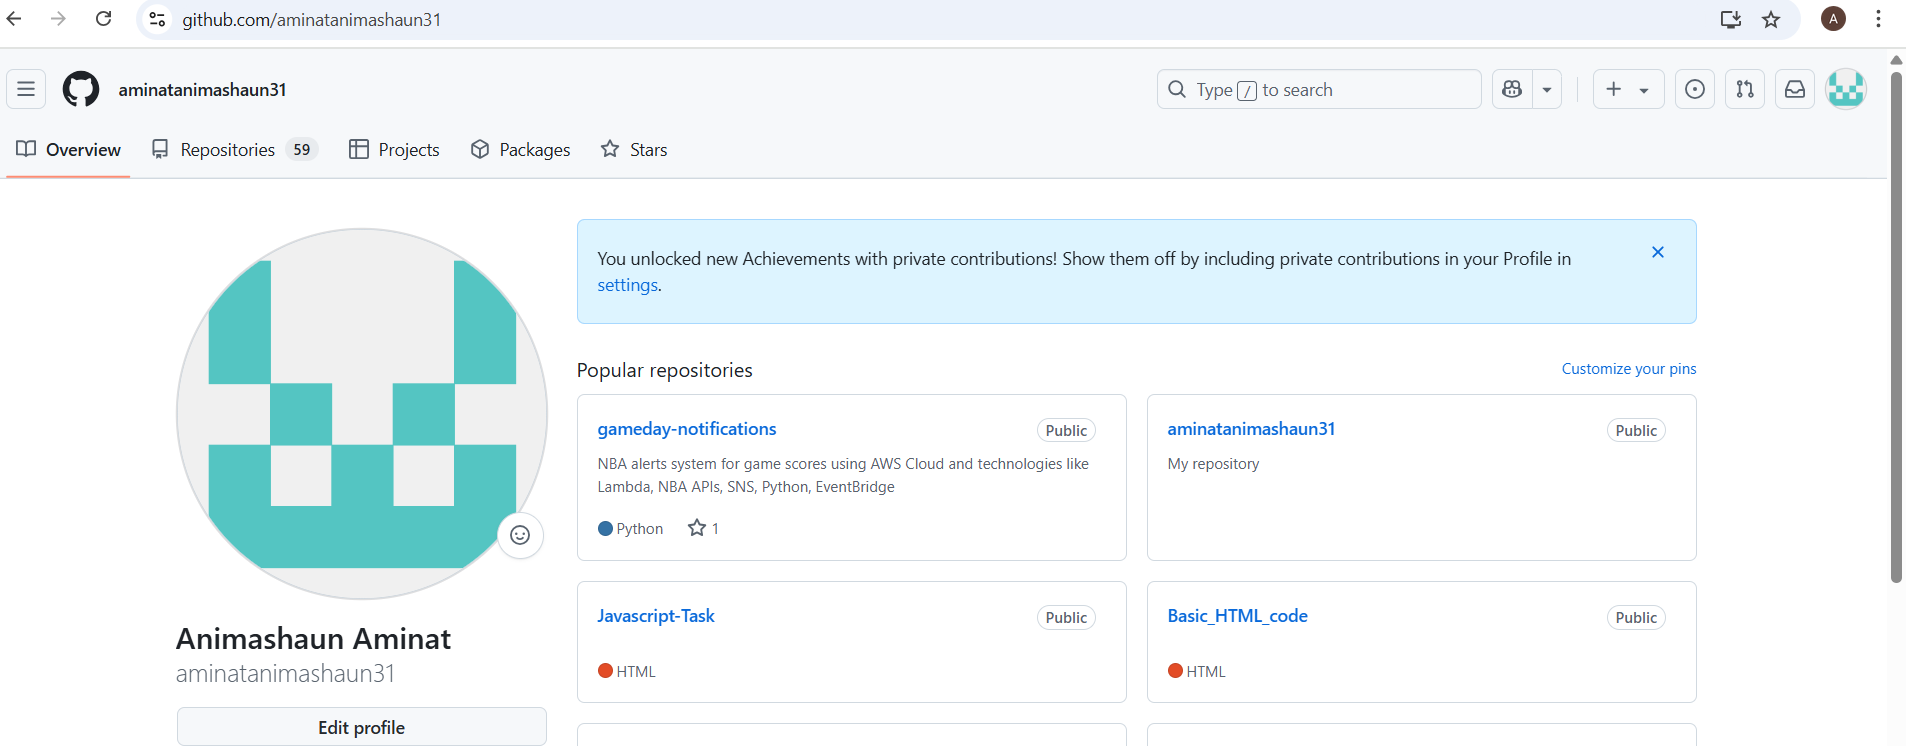 github.com/aminatanimashaun31
A
aminatanimashaun31
Type / to search
Overview
Repositories 59
Projects
Packages
Stars
You unlocked new Achievements with private contributions! Show them off by including private contributions in your Profile in
settings.
Popular repositories
Customize your pins
gameday-notifications
Public
NBA alerts system for game scores using AWS Cloud and technologies like
Lambda, NBA APIs, SNS, Python, EventBridge
Python
1
aminatanimashaun31
Public
My repository
Javascript-Task
Public
HTML
Basic_HTML_code
Public
HTML
Animashaun Aminat
aminatanimashaun31
Edit profile